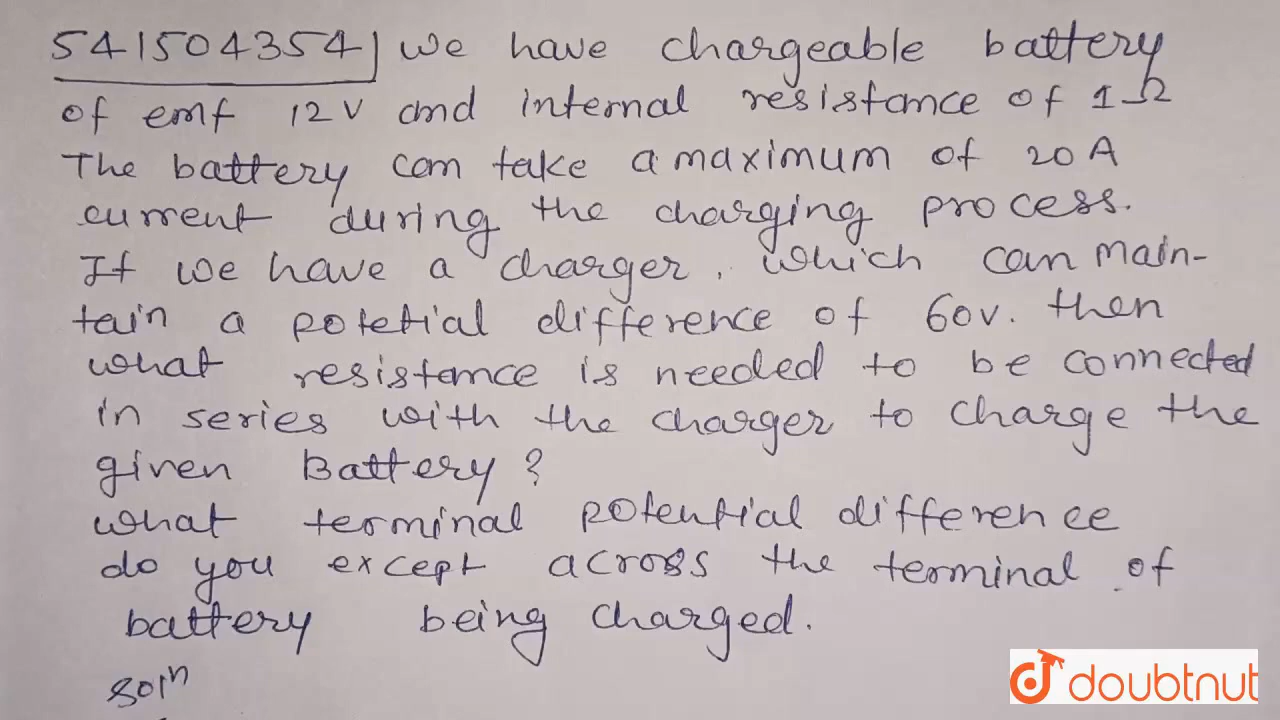 541504354] we have chargeable battery
of emf 12V and internal resistance of 1Ω
The battery can take a maximum of 20A
current during the charging process.
If we have a charger, which can main-
tain a potetial difference of 60v. then
what resistance is needed to be connected
in series with the charger to charge the
given Battery?
what terminal potential difference
do you except across the terminal of
battery being charged.
Solⁿ
doubtnut